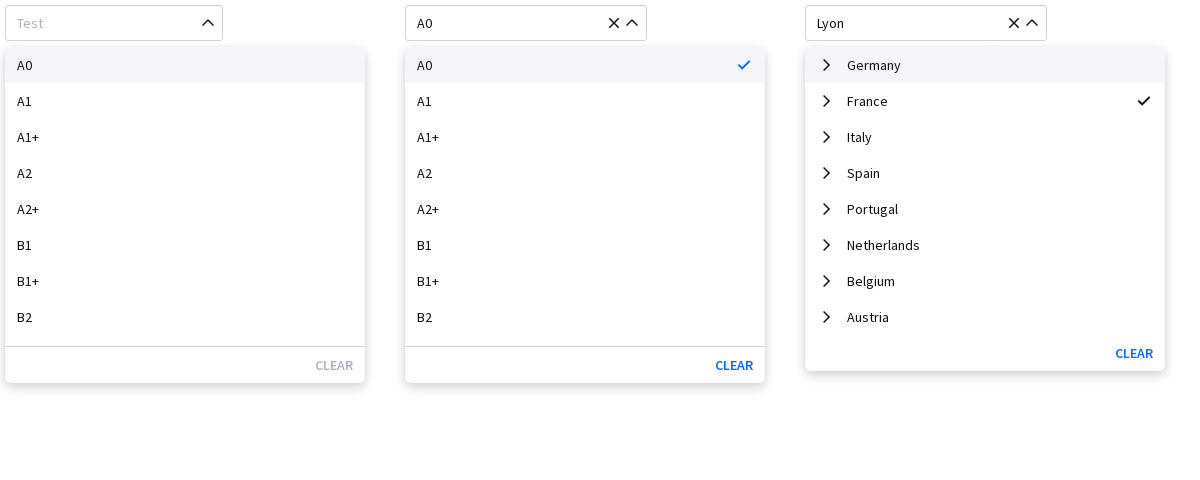 Test
A0
A1
A1+
A2
A2+
B1
B1+
B2
CLEAR
A0
A0
A1
A1+
A2
A2+
B1
B1+
B2
CLEAR
Lyon
Germany
France
Italy
Spain
Portugal
Netherlands
Belgium
Austria
CLEAR